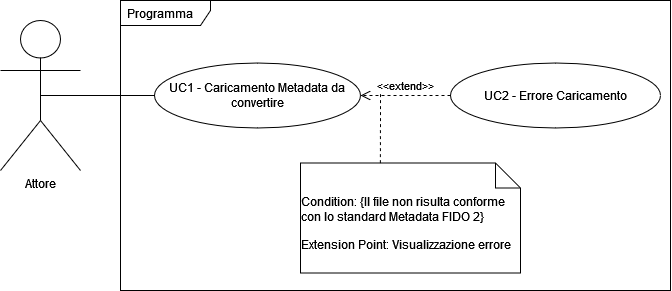 Programma
UC1 - Caricamento Metadata da
convertire
<<extend>>
UC2 - Errore Caricamento
Attore
Condition: {Il file non risulta conforme
con lo standard Metadata FIDO 2}
Extension Point: Visualizzazione errore